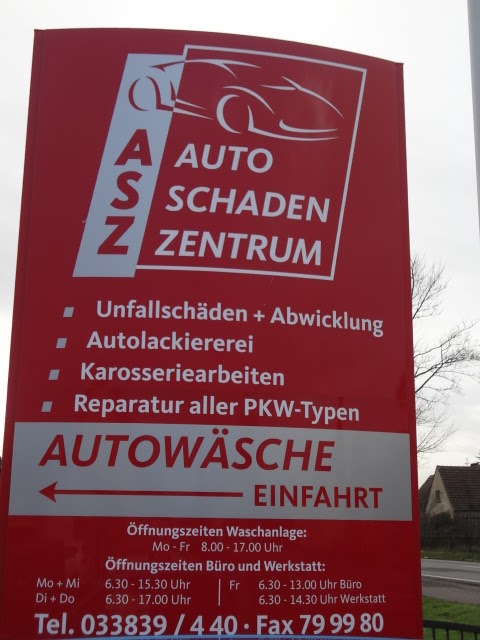 ASZ
AUTO
SCHADEN
ZENTRUM
Unfallschäden + Abwicklung
Autolackiererei
Karosseriearbeiten
Reparatur aller PKW-Typen
AUTOWÄSCHE
EINFAHRT
Öffnungszeiten Waschanlage:
Mo - Fr 8.00 - 17.00 Uhr
Öffnungszeiten Büro und Werkstatt:
Mo + Mi 6.30 - 15.30 Uhr | Fr 6.30 - 13.00 Uhr Büro
Di + Do 6.30 - 17.00 Uhr | 6.30 - 14.30 Uhr Werkstatt
Tel. 033839 / 4 40 · Fax 79 99 80